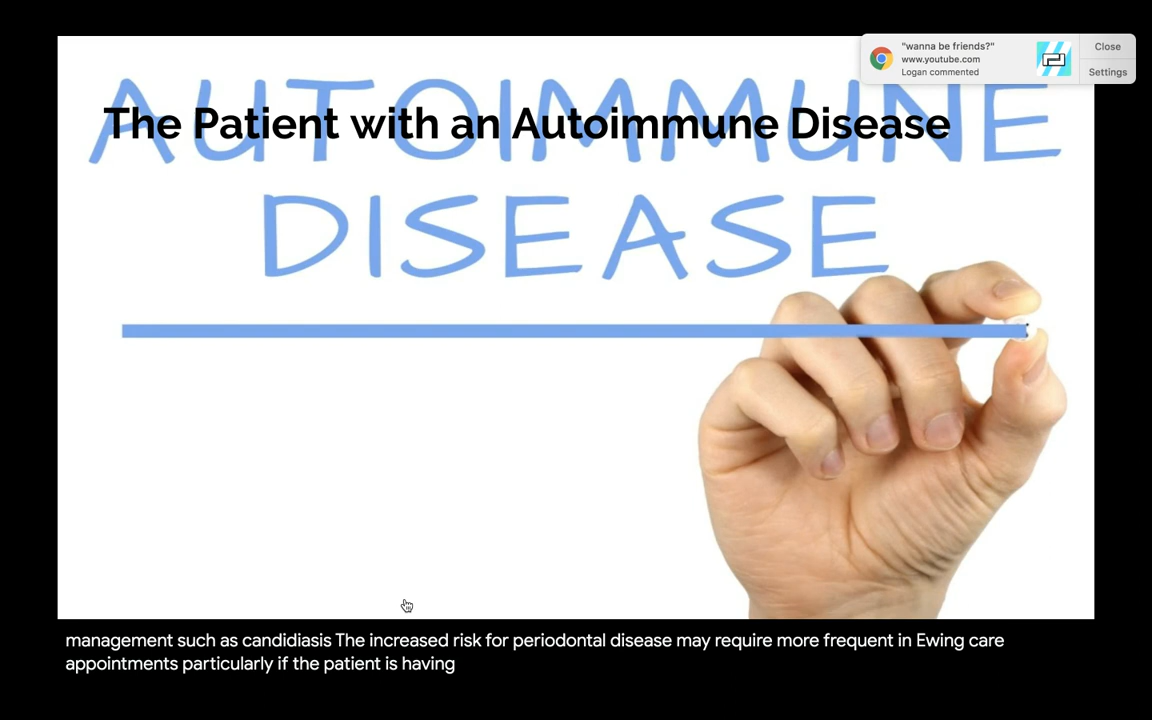 "wanna be friends?"
www.youtube.com
Logan commented
Close
Settings
AUTOIMMUNE
The Patient with an Autoimmune Disease
DISEASE
management such as candidiasis The increased risk for periodontal disease may require more frequent in Ewing care
appointments particularly if the patient is having